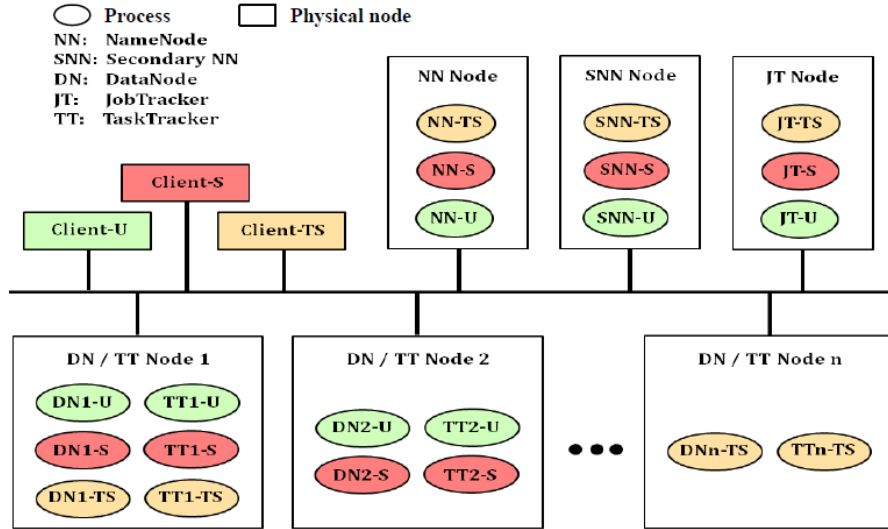 Process Physical node
NN: NameNode
SNN: Secondary NN
DN: DataNode
JT: JobTracker
TT: TaskTracker
NN Node
NN-TS
NN-S
NN-U
SNN Node
SNN-TS
SNN-S
SNN-U
JT Node
JT-TS
JT-S
JT-U
Client-S
Client-U
Client-TS
DN / TT Node 1
DN1-U TT1-U
DN1-S TT1-S
DN1-TS TT1-TS
DN / TT Node 2
DN2-U TT2-U
DN2-S TT2-S
DN / TT Node n
DNn-TS TTn-TS